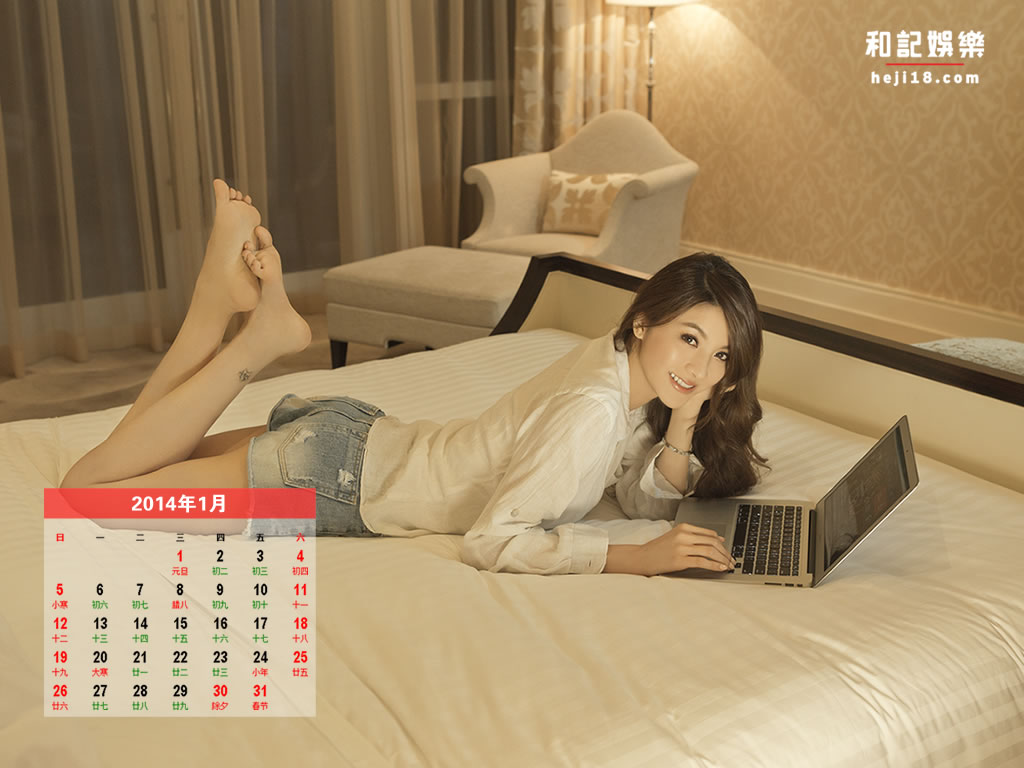 和記娛樂
heji18.com
2014年1月
日 一 二 三 四 五 六
1 2 3 4
元旦 初二 初三 初四
5 6 7 8 9 10 11
小寒 初六 初七 腊八 初九 初十 十一
12 13 14 15 16 17 18
十二 十三 十四 十五 十六 十七 十八
19 20 21 22 23 24 25
十九 大寒 廿一 廿二 廿三 小年 廿五
26 27 28 29 30 31
廿六 廿七 廿八 廿九 除夕 春节